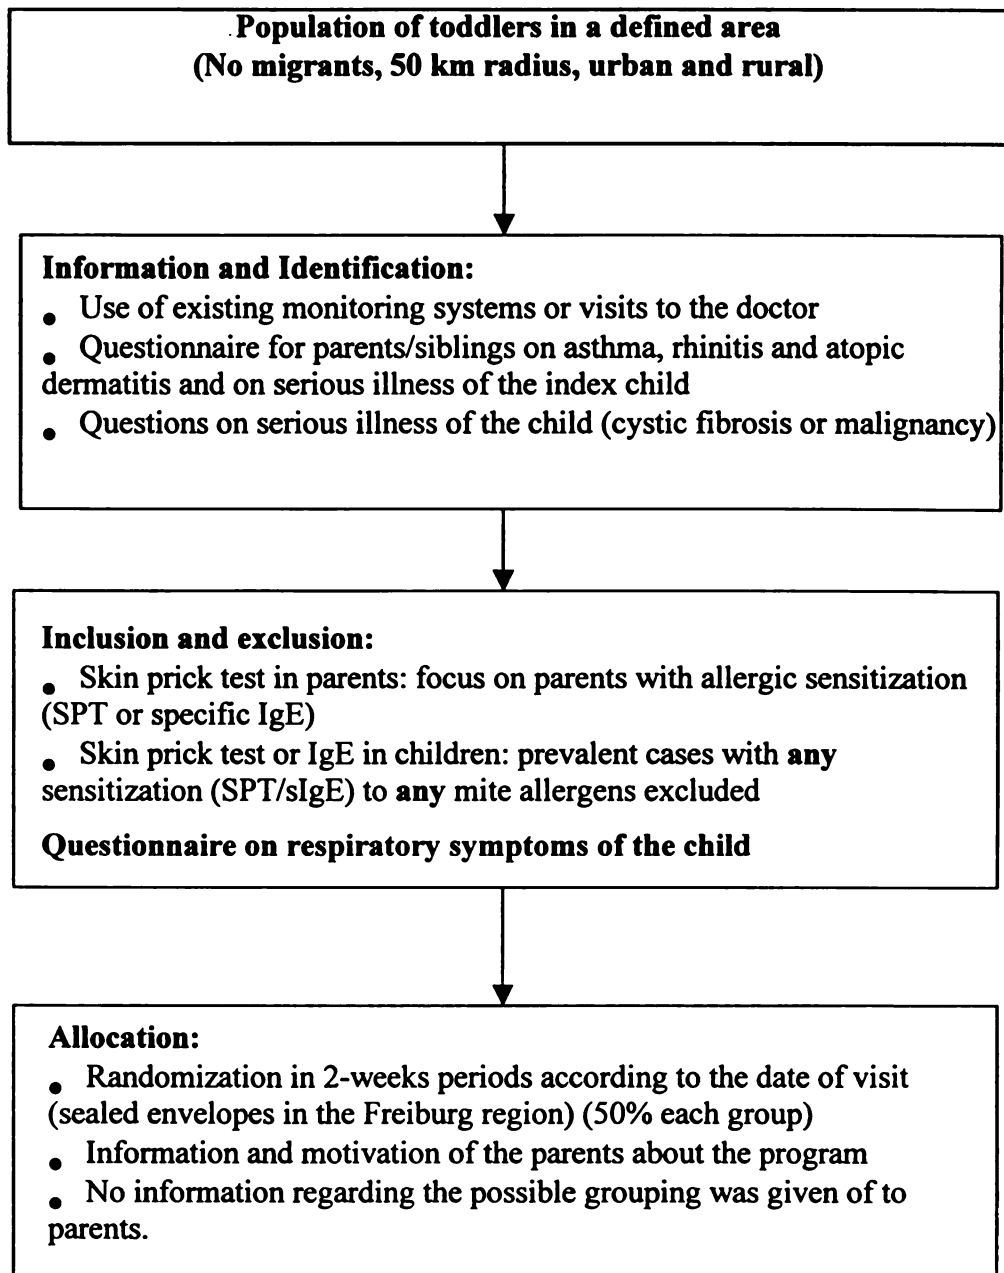 Population of toddlers in a defined area
(No migrants, 50 km radius, urban and rural)
Information and Identification:
● Use of existing monitoring systems or visits to the doctor
● Questionnaire for parents/siblings on asthma, rhinitis and atopic
dermatitis and on serious illness of the index child
● Questions on serious illness of the child (cystic fibrosis or malignancy)
Inclusion and exclusion:
● Skin prick test in parents: focus on parents with allergic sensitization
(SPT or specific IgE)
● Skin prick test or IgE in children: prevalent cases with any
sensitization (SPT/sIgE) to any mite allergens excluded
Questionnaire on respiratory symptoms of the child
Allocation:
● Randomization in 2-weeks periods according to the date of visit
(sealed envelopes in the Freiburg region) (50% each group)
● Information and motivation of the parents about the program
● No information regarding the possible grouping was given of to
parents.